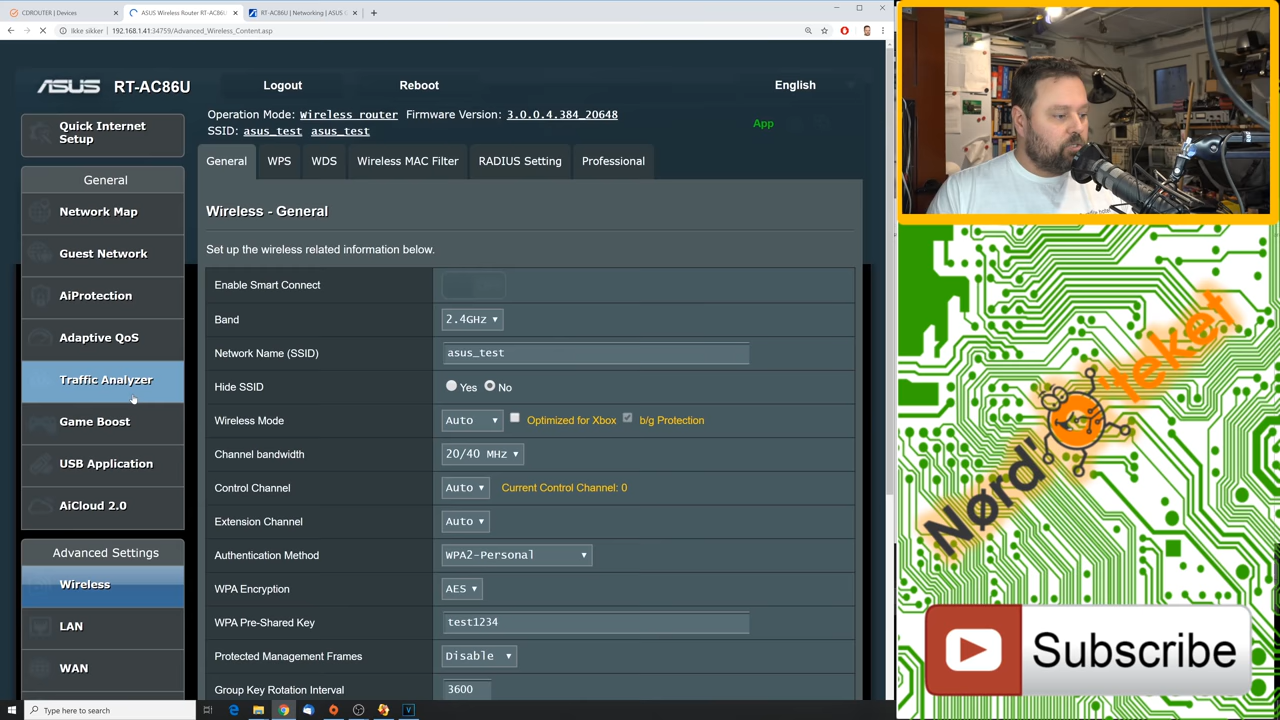 CDROUTER | Devices
ASUS Wireless Router RT-AC86U
RT-AC86U | Networking | ASUS
Ikke sikker | 192.168.1.41:34759/Advanced_Wireless_Content.asp
ASUS RT-AC86U
Logout
Reboot
English
Quick Internet
Setup
Operation Mode: Wireless router Firmware Version: 3.0.0.4.384_20648
SSID: asus_test asus_test
App
General
WPS
WDS
Wireless MAC Filter
RADIUS Setting
Professional
General
Network Map
Guest Network
AiProtection
Adaptive QoS
Traffic Analyzer
Game Boost
USB Application
AiCloud 2.0
Advanced Settings
Wireless
LAN
WAN
Wireless - General
Set up the wireless related information below.
Enable Smart Connect
Band 2.4GHz
Network Name (SSID) asus_test
Hide SSID Yes No
Wireless Mode Auto Optimized for Xbox b/g Protection
Channel bandwidth 20/40 MHz
Control Channel Auto Current Control Channel: 0
Extension Channel Auto
Authentication Method WPA2-Personal
WPA Encryption AES
WPA Pre-Shared Key test1234
Protected Management Frames Disable
Group Key Rotation Interval 3600
Type here to search
Nørd'teket
Subscribe